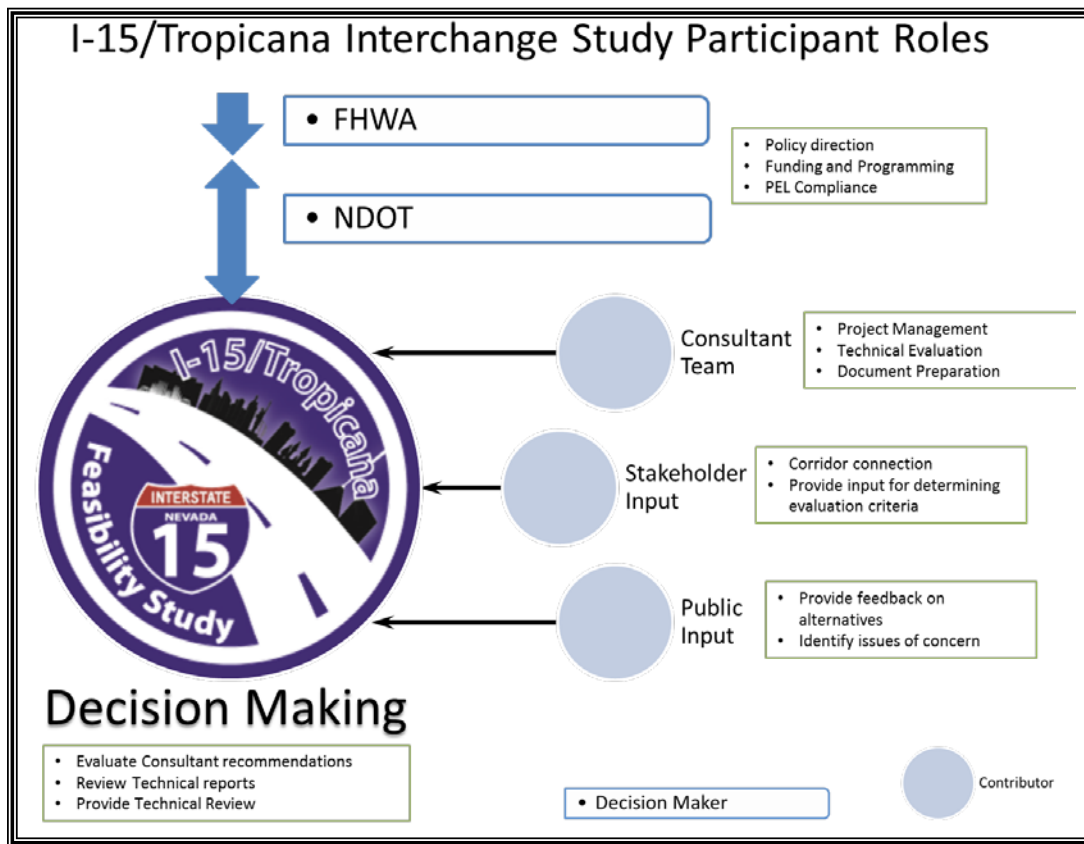 I-15/Tropicana Interchange Study Participant Roles
• FHWA
• Policy direction
• Funding and Programming
• PEL Compliance
• NDOT
I-15/Tropicana
Feasibility Study
INTERSTATE
NEVADA
15
Consultant
Team
• Project Management
• Technical Evaluation
• Document Preparation
Stakeholder
Input
• Corridor connection
• Provide input for determining
evaluation criteria
Public
Input
• Provide feedback on
alternatives
• Identify issues of concern
Decision Making
• Evaluate Consultant recommendations
• Review Technical reports
• Provide Technical Review
• Decision Maker
Contributor